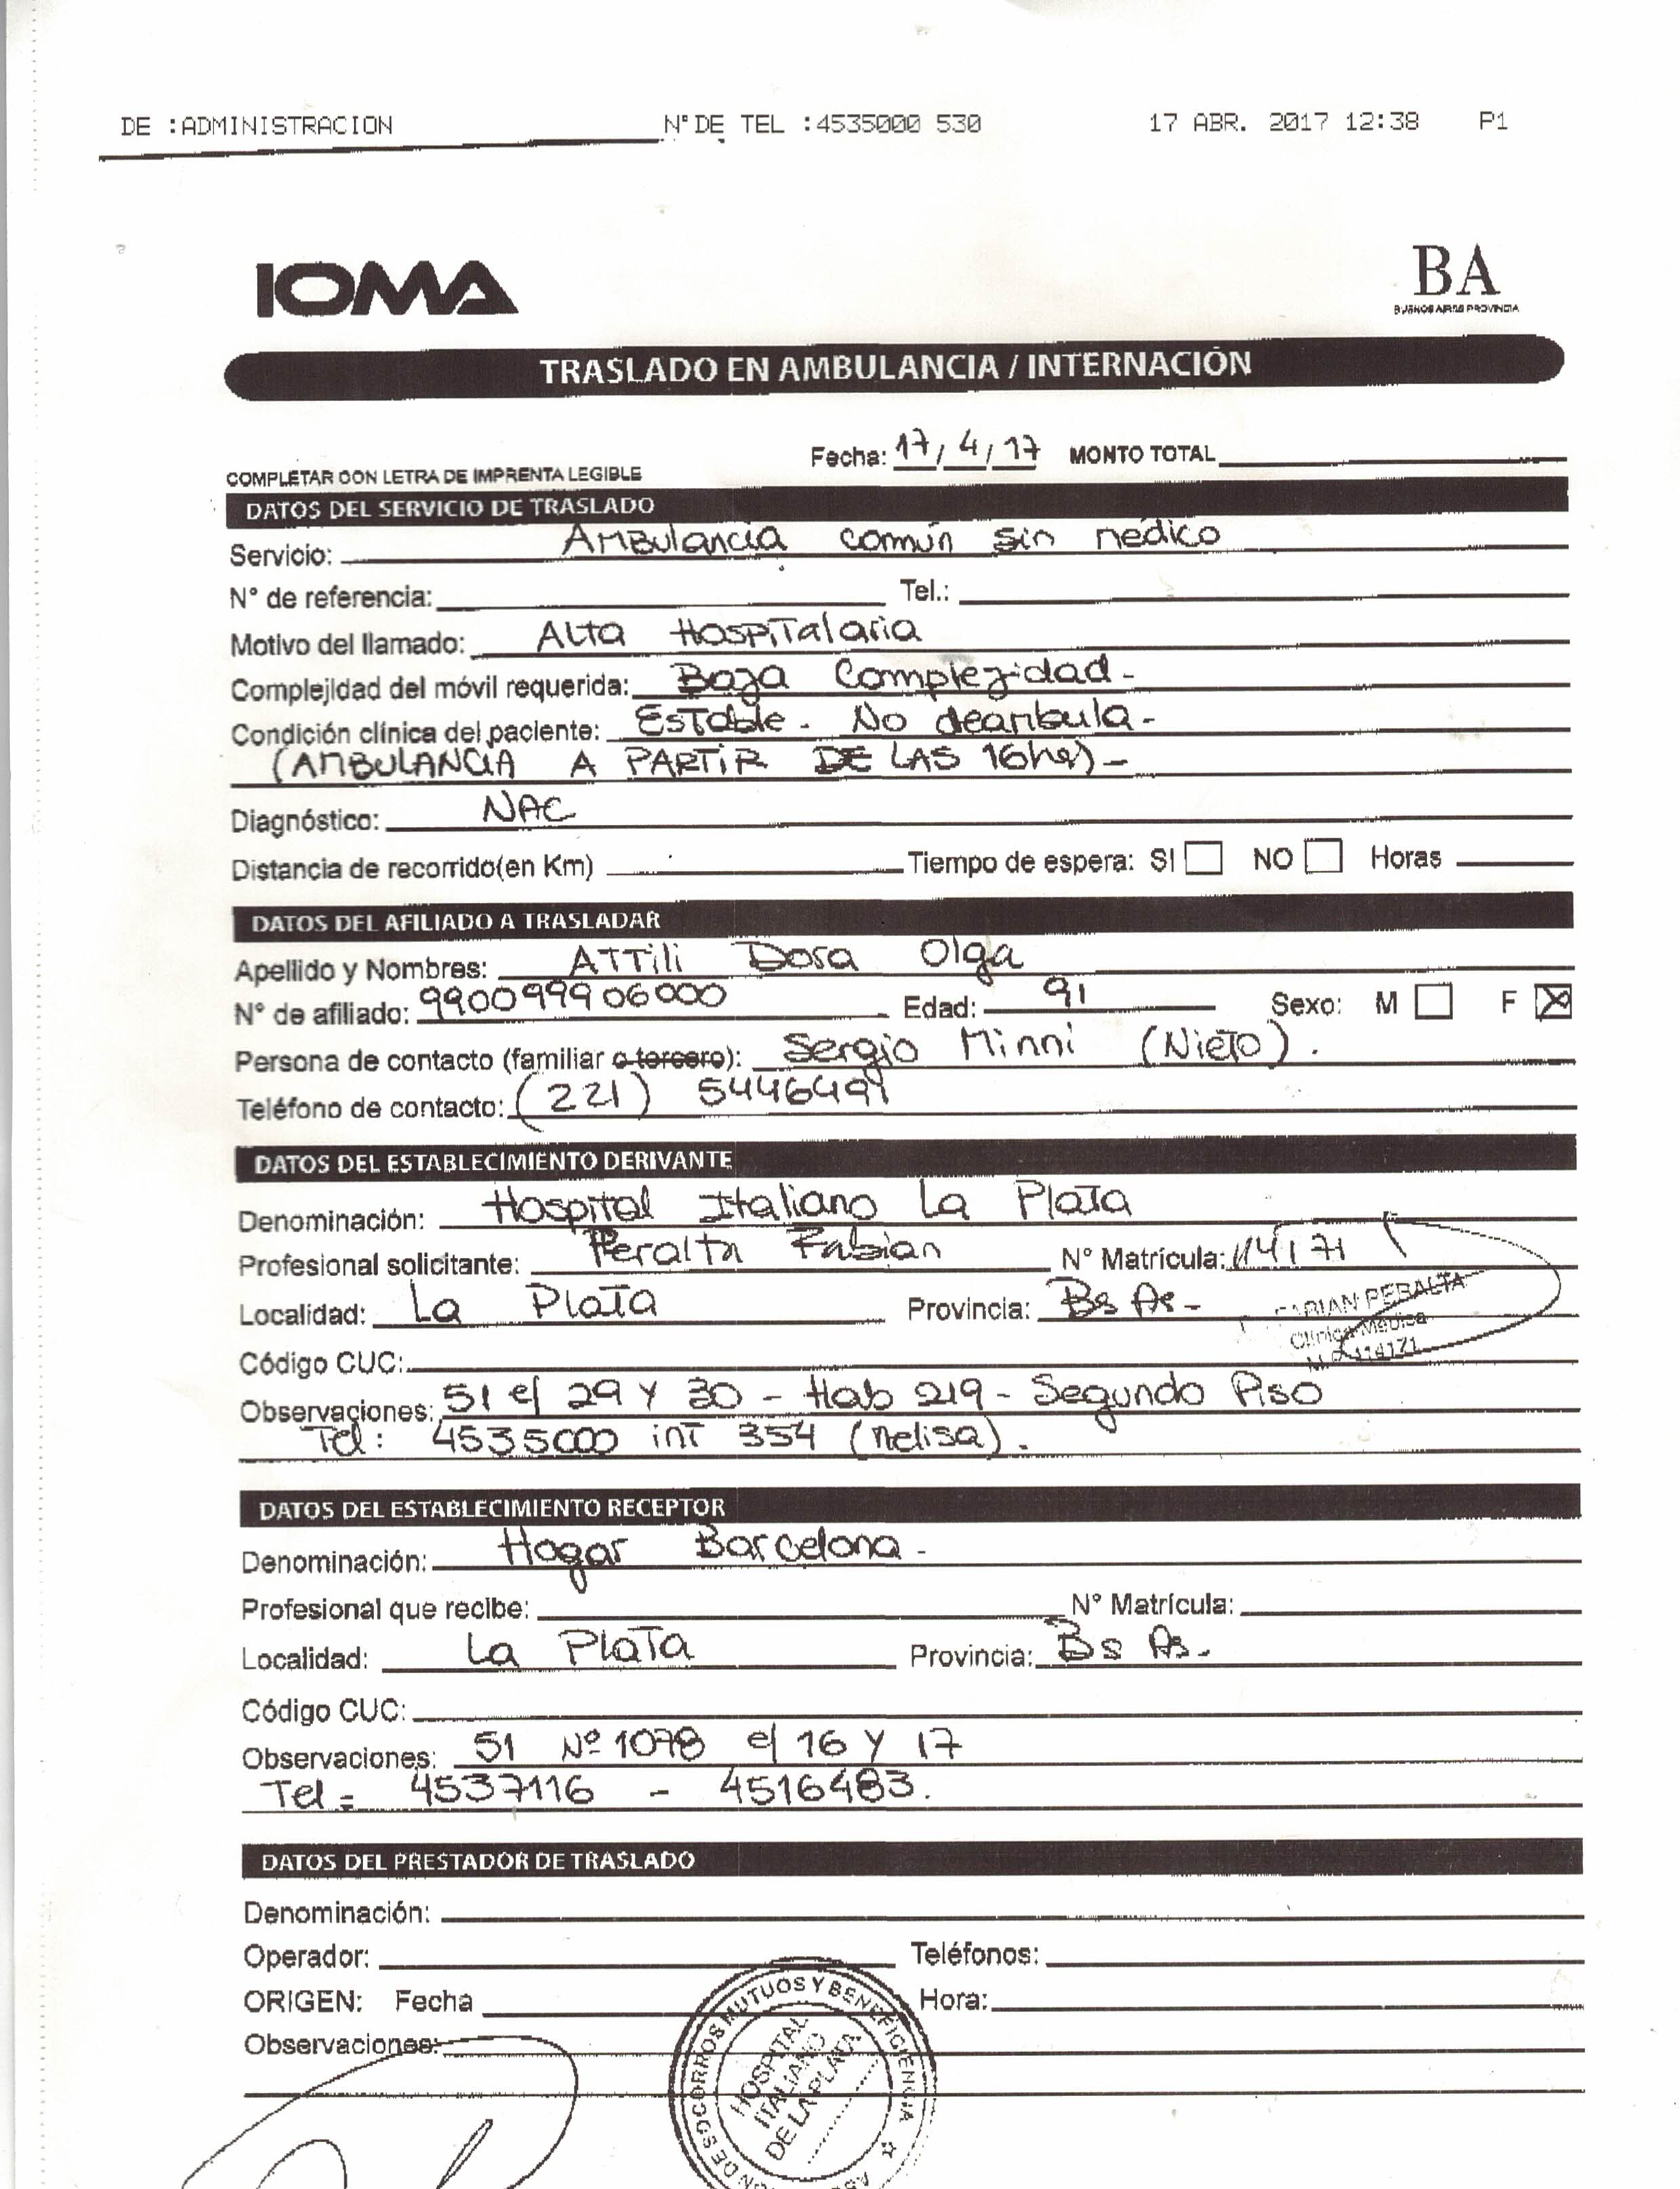 DE :ADMINISTRACION N°DE TEL :4535000 530 17 ABR. 2017 12:38 P1
IOMA
BA
BUENOS AIRES PROVINCIA
TRASLADO EN AMBULANCIA / INTERNACIÓN
Fecha: 17/4/17 MONTO TOTAL
COMPLETAR CON LETRA DE IMPRENTA LEGIBLE
DATOS DEL SERVICIO DE TRASLADO
Servicio: Ambulancia común sin médico
N° de referencia: Tel.:
Motivo del llamado: Alta Hospitalaria
Complejidad del móvil requerida: Baja Complejidad -
Condición clínica del paciente: Estable - No deambula -
(AMBULANCIA A PARTIR DE LAS 16hs) -
Diagnóstico: NAC
Distancia de recorrido(en Km) Tiempo de espera: SI NO Horas
DATOS DEL AFILIADO A TRASLADAR
Apellido y Nombres: Attili Dora Olga
N° de afiliado: 990099906000 Edad: 91 Sexo: M F X
Persona de contacto (familiar o tercero): Sergio Minni (Nieto).
Teléfono de contacto: (221) 5446491
DATOS DEL ESTABLECIMIENTO DERIVANTE
Denominación: Hospital Italiano La Plata
Profesional solicitante: Peralta Fabian N° Matrícula: 114171
Localidad: La Plata Provincia: Bs As -
FABIAN PERALTA
Clínica Médica
114171
Código CUC:
Observaciones: 51 e/ 29 y 30 - Hab 219 - Segundo Piso
Tel: 4535000 int 354 (Melisa).
DATOS DEL ESTABLECIMIENTO RECEPTOR
Denominación: Hogar Barcelona -
Profesional que recibe: N° Matrícula:
Localidad: La Plata Provincia: Bs As -
Código CUC:
Observaciones: 51 Nº 1078 e/ 16 y 17
Tel = 4537116 - 4516483.
DATOS DEL PRESTADOR DE TRASLADO
Denominación:
Operador: Teléfonos:
ORIGEN: Fecha Hora:
Observaciones:
DE SOCORROS MUTUOS Y BENEFICENCIA
HOSPITAL
ITALIANO
DE LA PLATA